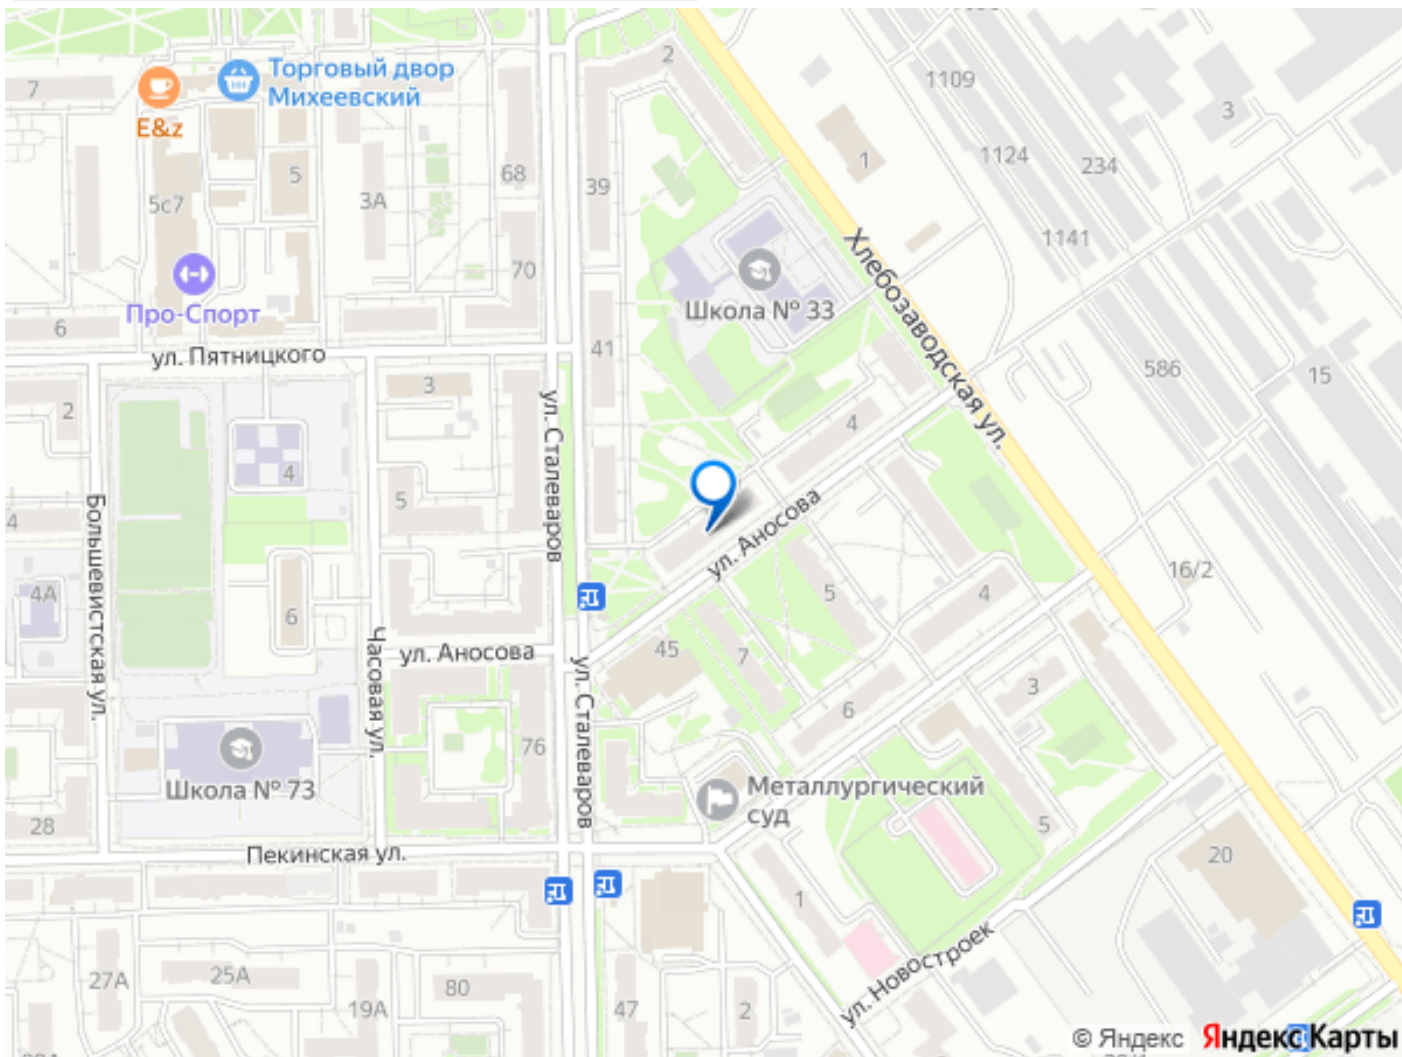 2
1109
7
Торговый двор
Михеевский
E&z
3
1
1124
234
5
68
39
3А
5с7
1141
Хлебозаводская ул.
70
Школа № 33
Про-Спорт
6
ул. Пятницкого
41
586
15
3
2
ул. Сталеваров
4
4
5
Большевистская ул.
4
ул. Аносова
16/2
4А
6
5
4
Часовая ул.
ул. Аносова
45
7
ул. Сталеваров
3
6
76
Школа № 73
Металлургический
суд
28
5
Пекинская ул.
20
1
ул. Новостроек
27А
25А
19А
80
47
2
© Яндекс Яндекс Карты